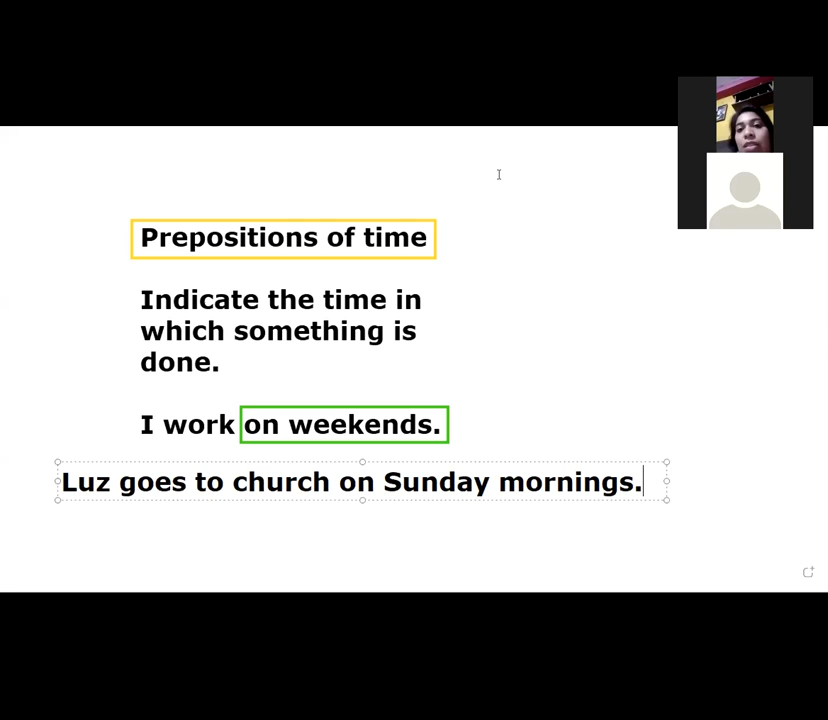 Prepositions of time
Indicate the time in
which something is
done.
I work on weekends.
Luz goes to church on Sunday mornings.